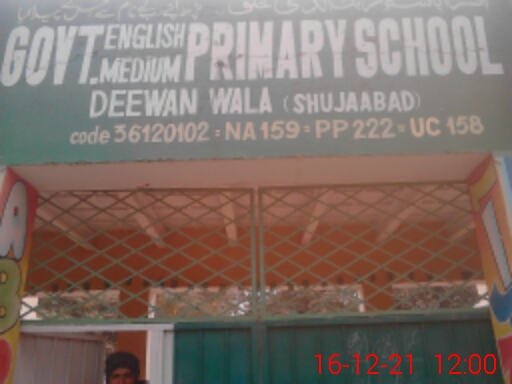 GOVT. ENGLISH MEDIUM PRIMARY SCHOOL
DEEWAN WALA (SHUJAABAD)
code 36120102 = NA 159 = PP 222 = UC 158
A
B
16-12-21 12:00